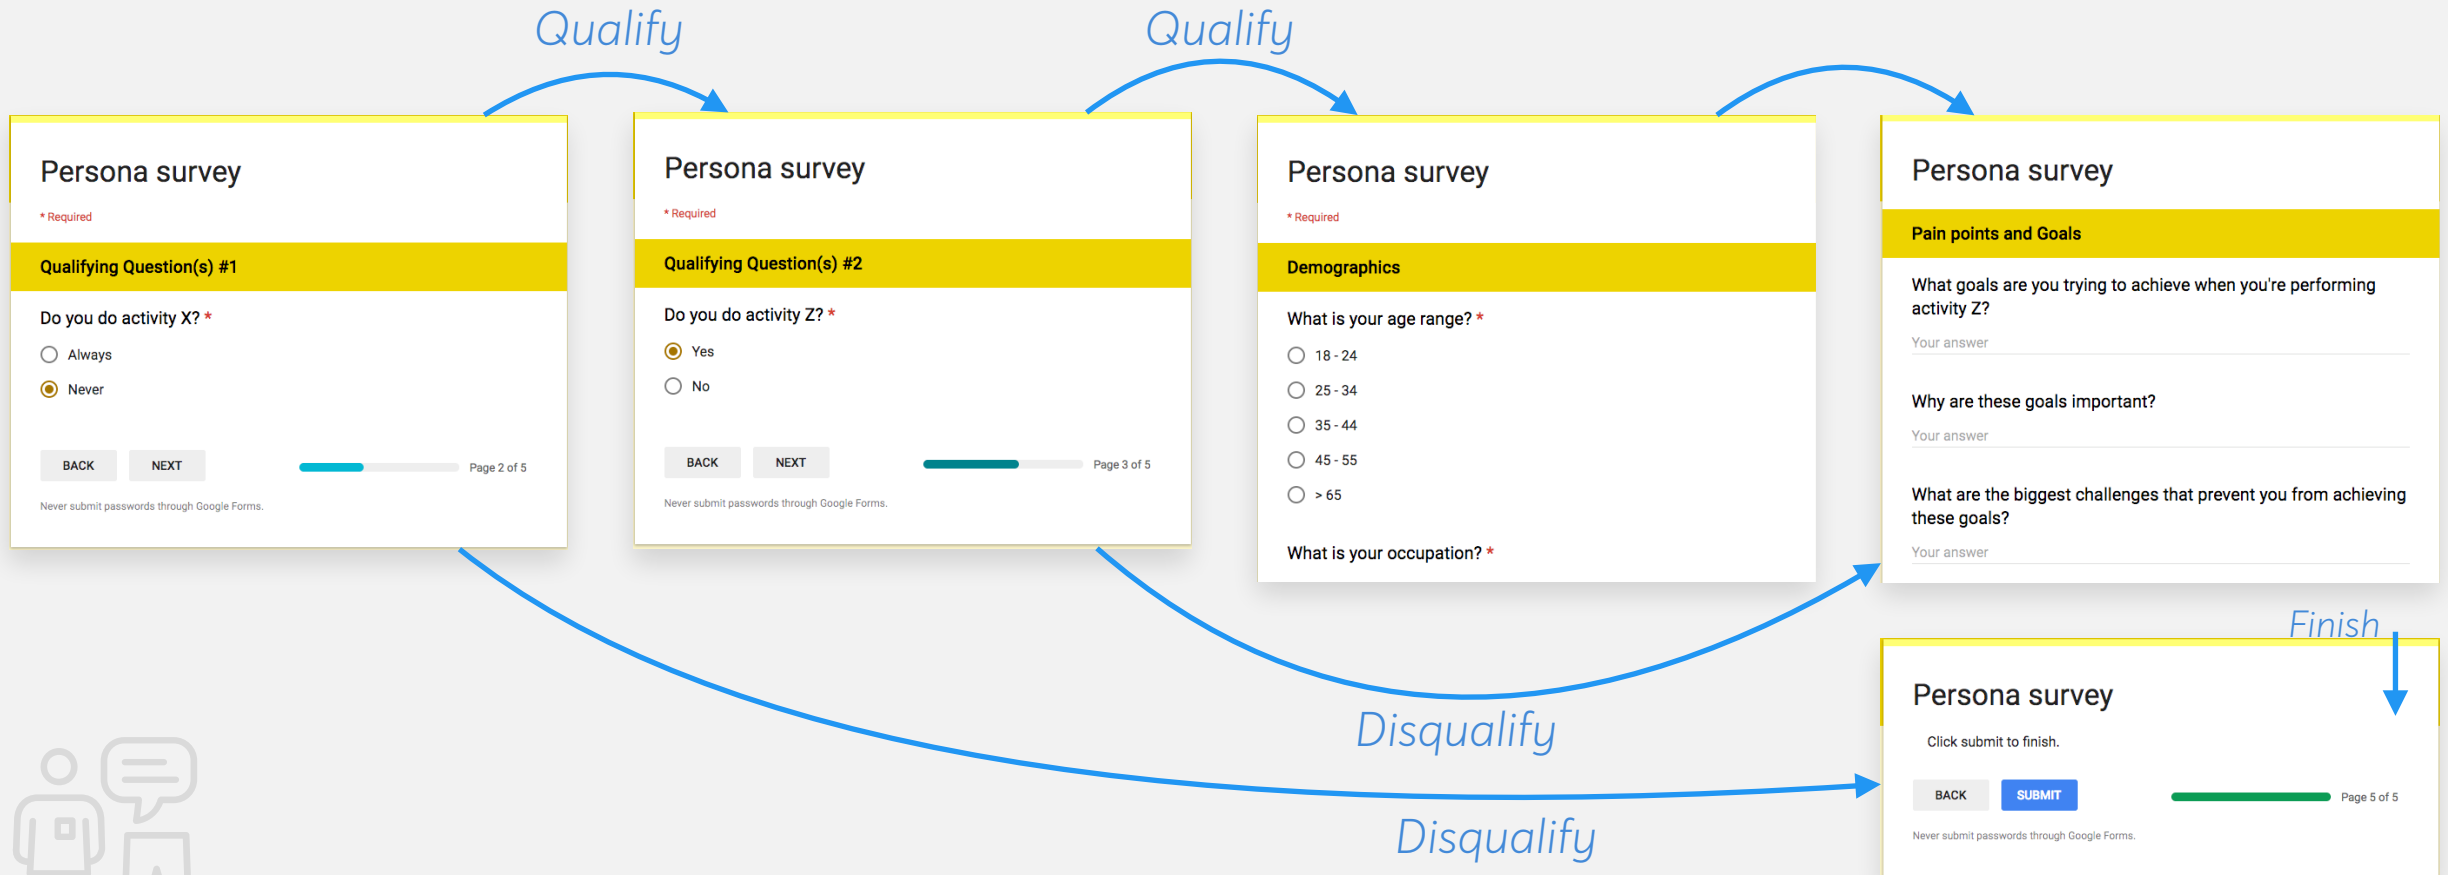 Qualify
Qualify
Persona survey
* Required
Qualifying Question(s) #1
Do you do activity X? *
Always
Never
BACK
NEXT
Page 2 of 5
Never submit passwords through Google Forms.
Persona survey
* Required
Qualifying Question(s) #2
Do you do activity Z? *
Yes
No
BACK
NEXT
Page 3 of 5
Never submit passwords through Google Forms.
Persona survey
* Required
Demographics
What is your age range? *
18 - 24
25 - 34
35 - 44
45 - 55
> 65
What is your occupation? *
Persona survey
Pain points and Goals
What goals are you trying to achieve when you're performing
activity Z?
Your answer
Why are these goals important?
Your answer
What are the biggest challenges that prevent you from achieving
these goals?
Your answer
Disqualify
Disqualify
Finish
Persona survey
Click submit to finish.
BACK
SUBMIT
Page 5 of 5
Never submit passwords through Google Forms.